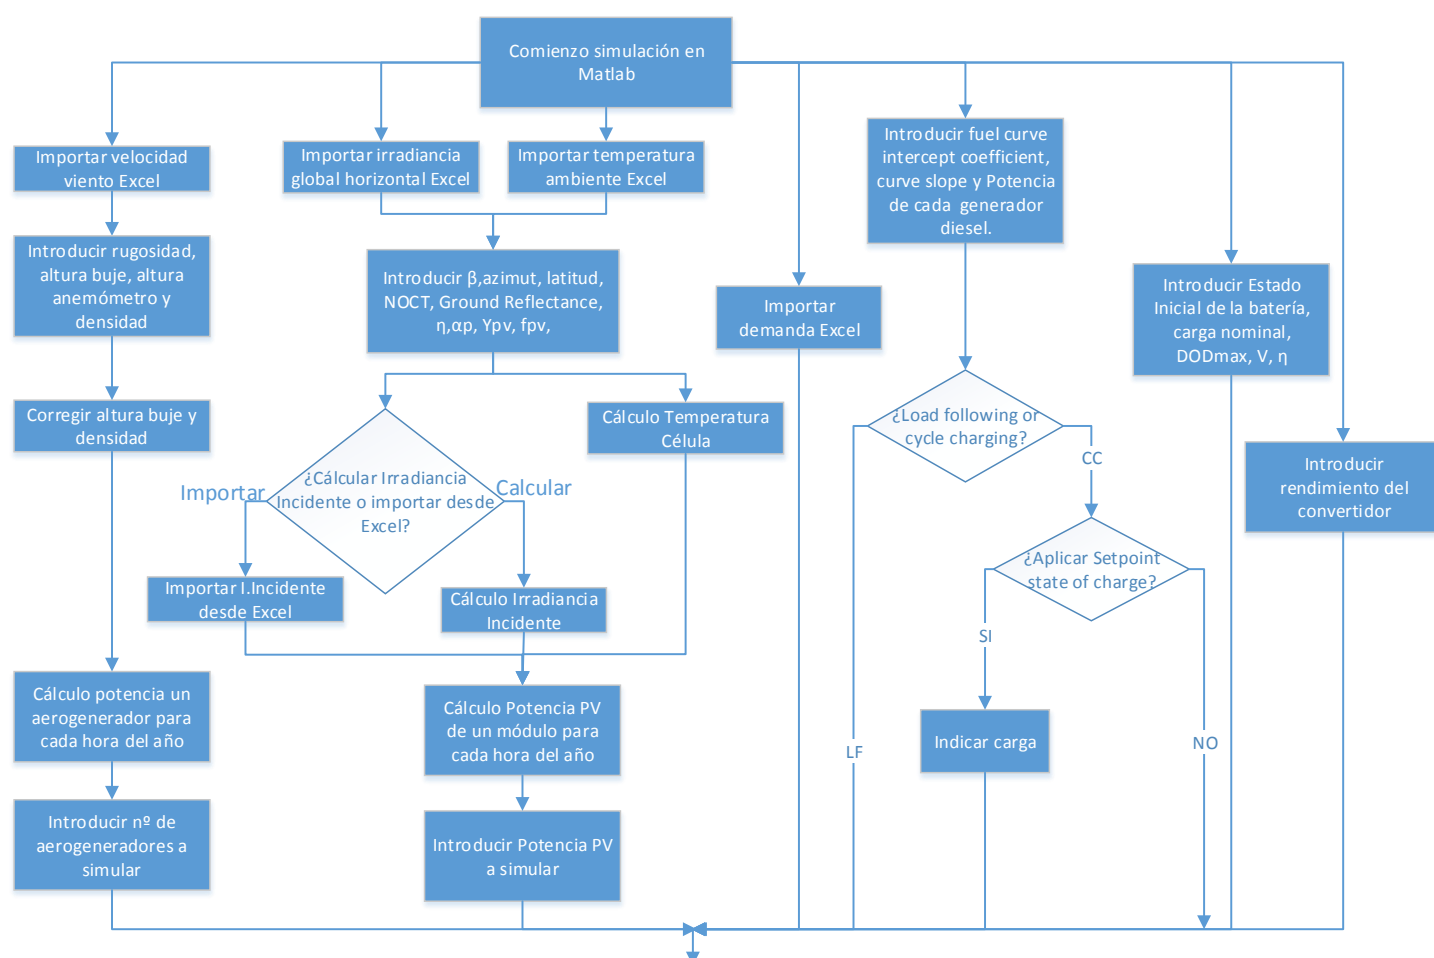 Comienzo simulación en
Matlab
Importar velocidad
viento Excel
Importar irradiancia
global horizontal Excel
Importar temperatura
ambiente Excel
Introducir fuel curve
intercept coefficient,
curve slope y Potencia
de cada generador
diesel.
Introducir rugosidad,
altura buje, altura
anemómetro y
densidad
Introducir β,azimut, latitud,
NOCT, Ground Reflectance,
η,αp, Ypv, fpv,
Importar
demanda Excel
Introducir Estado
Inicial de la batería,
carga nominal,
DODmax, V, η
Corregir altura buje y
densidad
Cálculo Temperatura
Célula
¿Load following or
cycle charging?
CC
Introducir
rendimiento del
convertidor
Importar
¿Cálcular Irradiancia
Incidente o importar desde
Excel?
Calcular
¿Aplicar Setpoint
state of charge?
Importar I.Incidente
desde Excel
Cálculo Irradiancia
Incidente
SI
Cálculo potencia un
aerogenerador para
cada hora del año
Cálculo Potencia PV
de un módulo para
cada hora del año
Indicar carga
LF
NO
Introducir nº de
aerogeneradores a
simular
Introducir Potencia PV
a simular